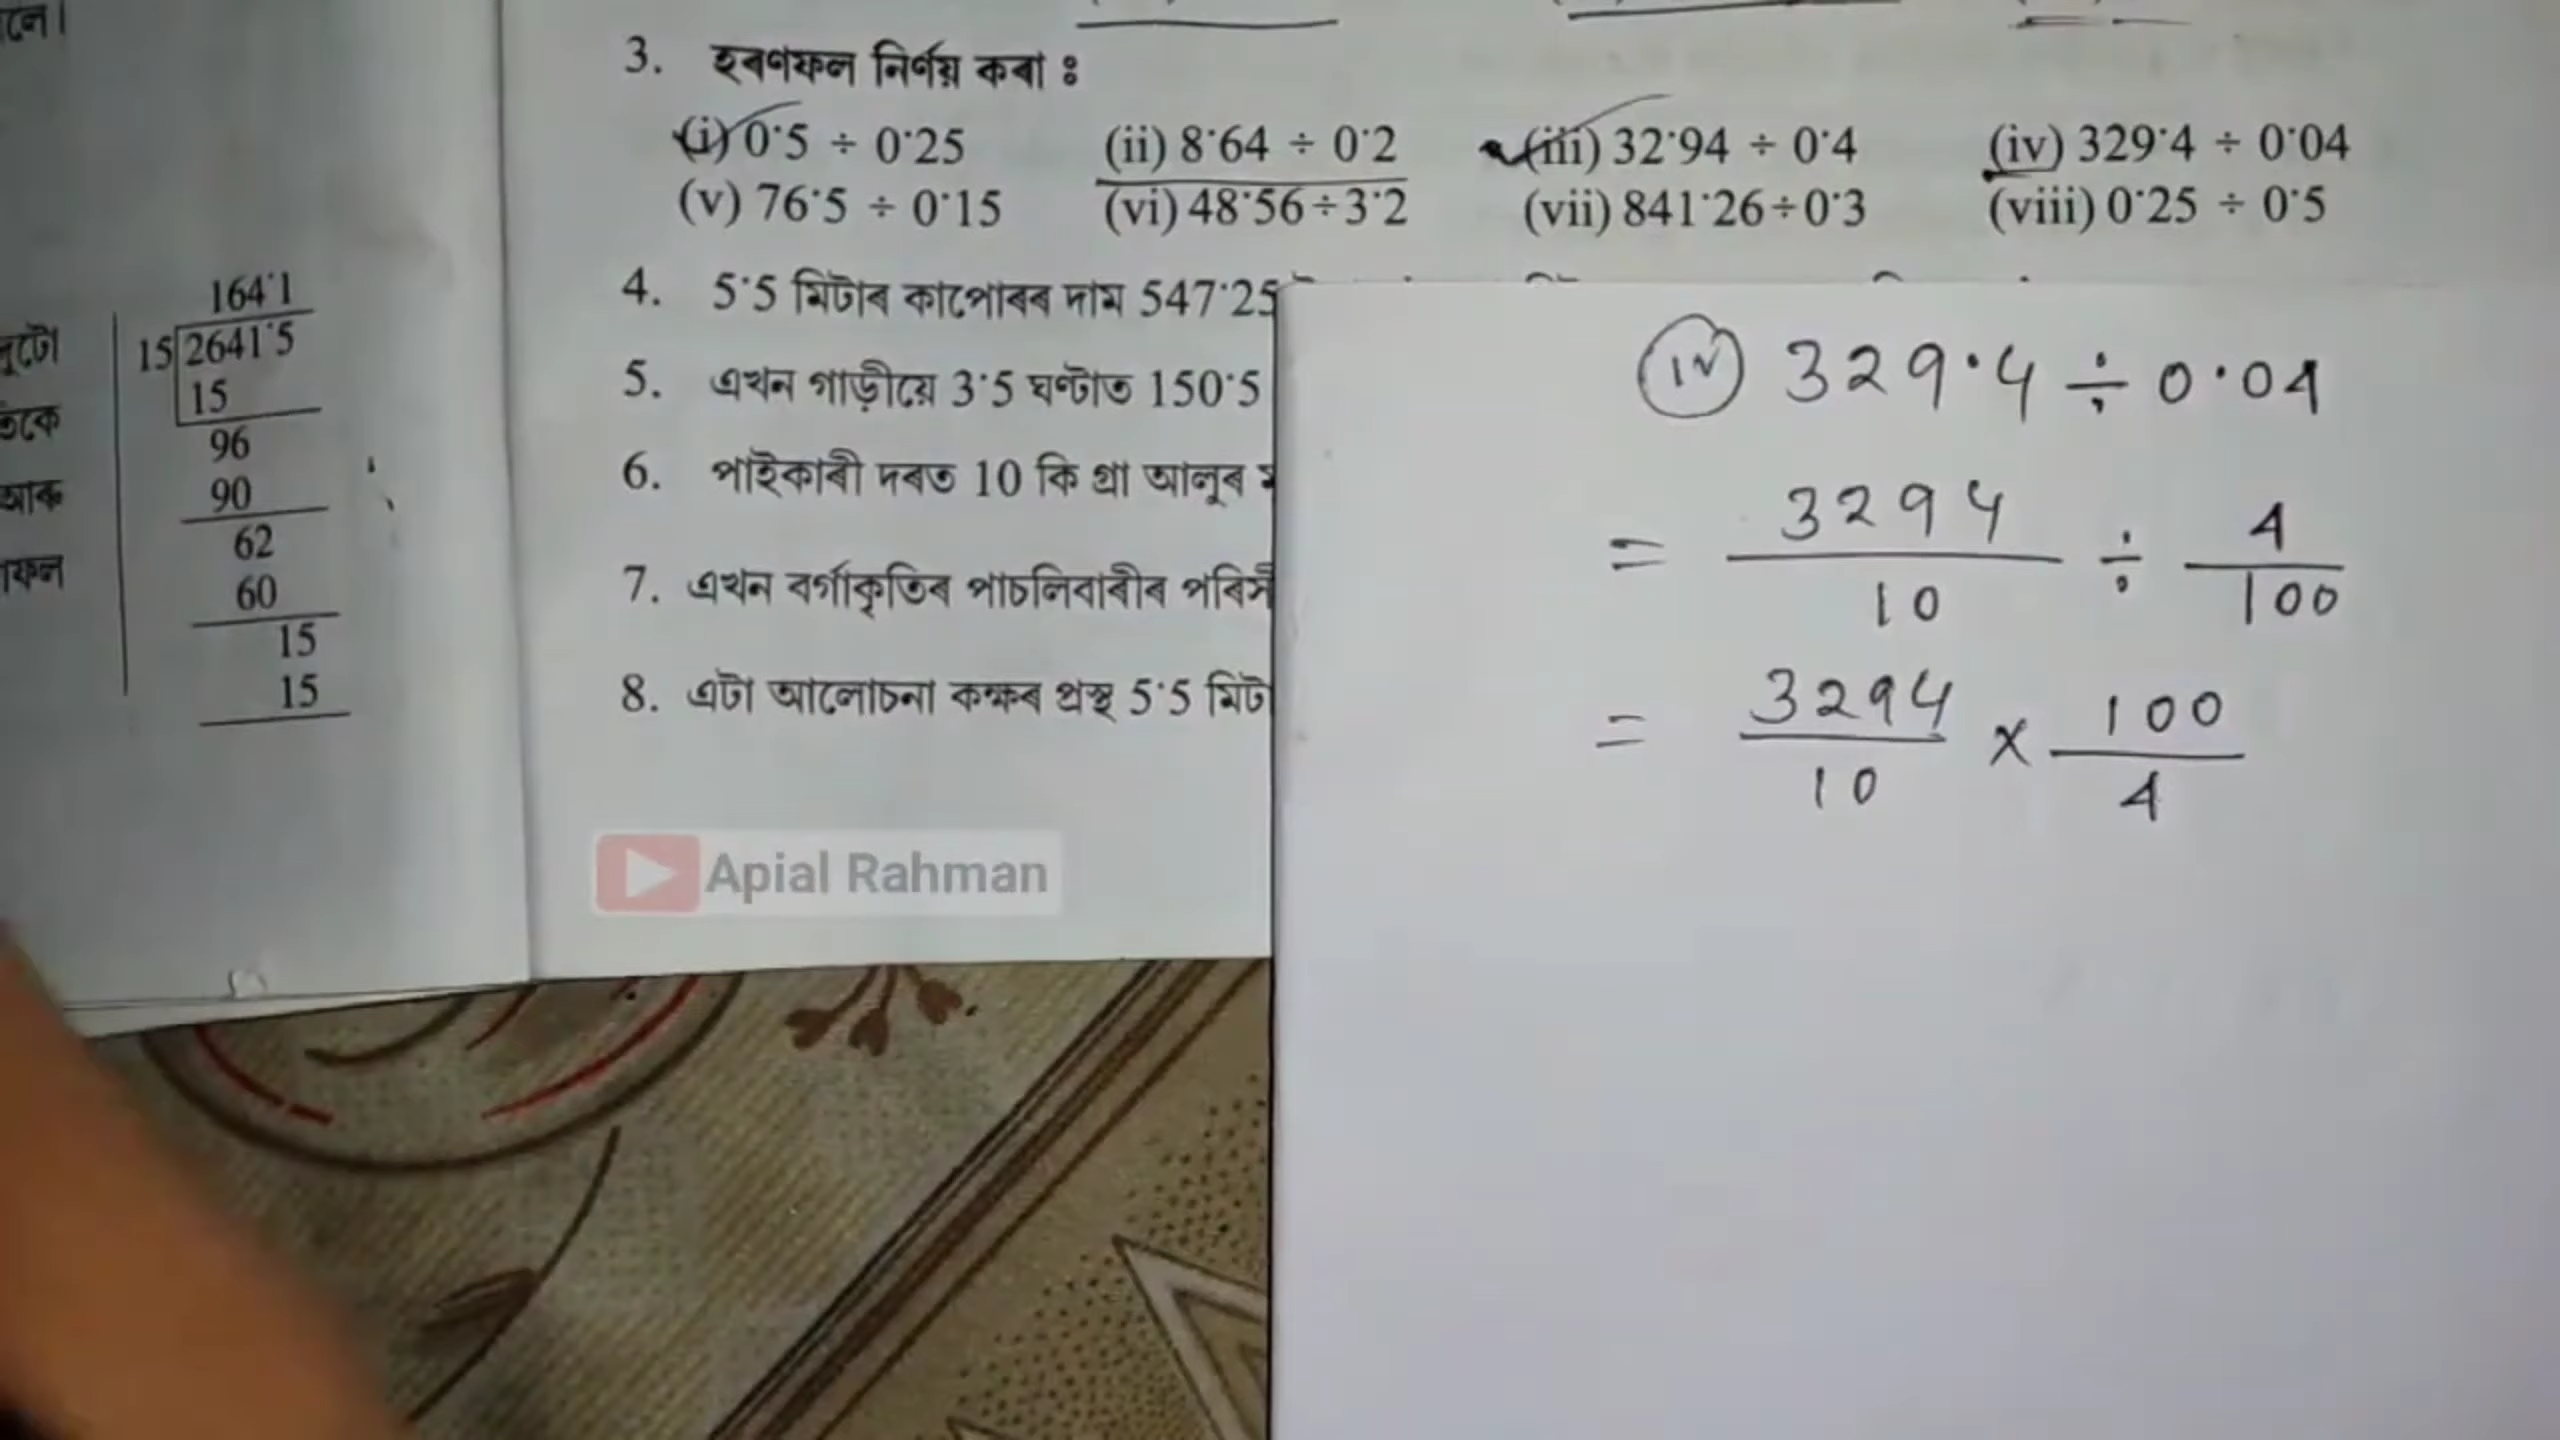 3. হৰণফল নিৰ্ণয় কৰা :
(i) 0·5 ÷ 0·25 (ii) 8·64 ÷ 0·2 (iii) 32·94 ÷ 0·4 (iv) 329·4 ÷ 0·04
(v) 76·5 ÷ 0·15 (vi) 48·56÷3·2 (vii) 841·26÷0·3 (viii) 0·25 ÷ 0·5
4. 5·5 মিটাৰ কাপোৰৰ দাম 547·25
5. এখন গাড়ীয়ে 3·5 ঘণ্টাত 150·5
6. পাইকাৰী দৰত 10 কি গ্ৰা আলুৰ
7. এখন বৰ্গাকৃতিৰ পাচলিবাৰীৰ
8. এটা আলোচনা কক্ষৰ প্ৰস্থ 5·5
164·1
15 2641·5
15
96
90
62
60
15
15
আৰু
iv 329·4 ÷ 0·04
= 3294/10 ÷ 4/100
= 3294/10 × 100/4
Apial Rahman